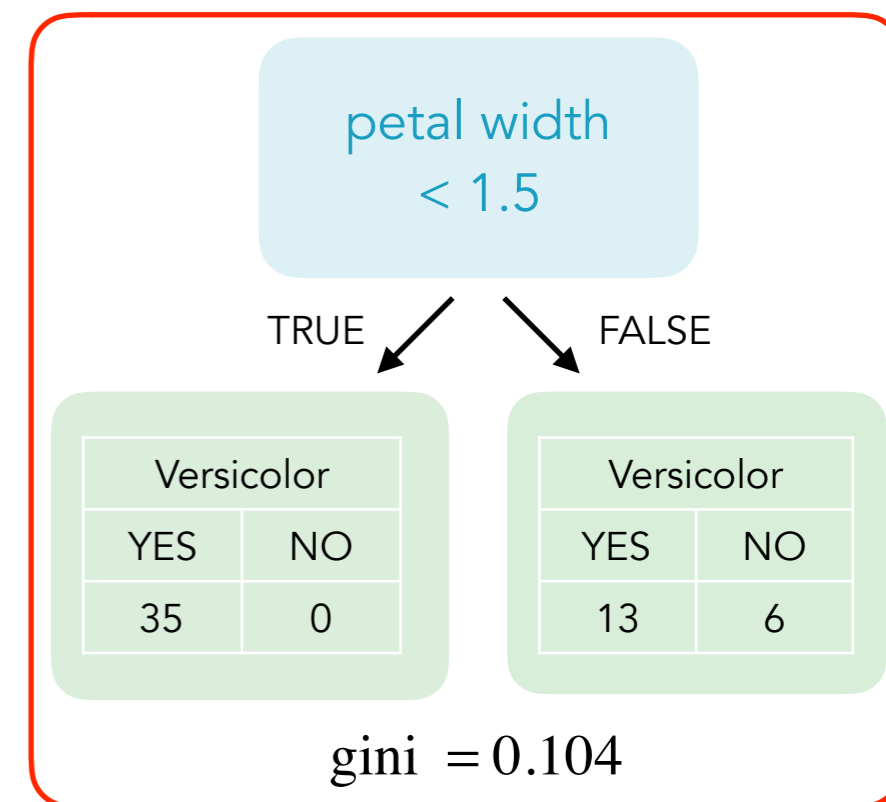 petal width
< 1.5
TRUE FALSE
Versicolor Versicolor
YES NO YES NO
35 0 13 6
gini = 0.104